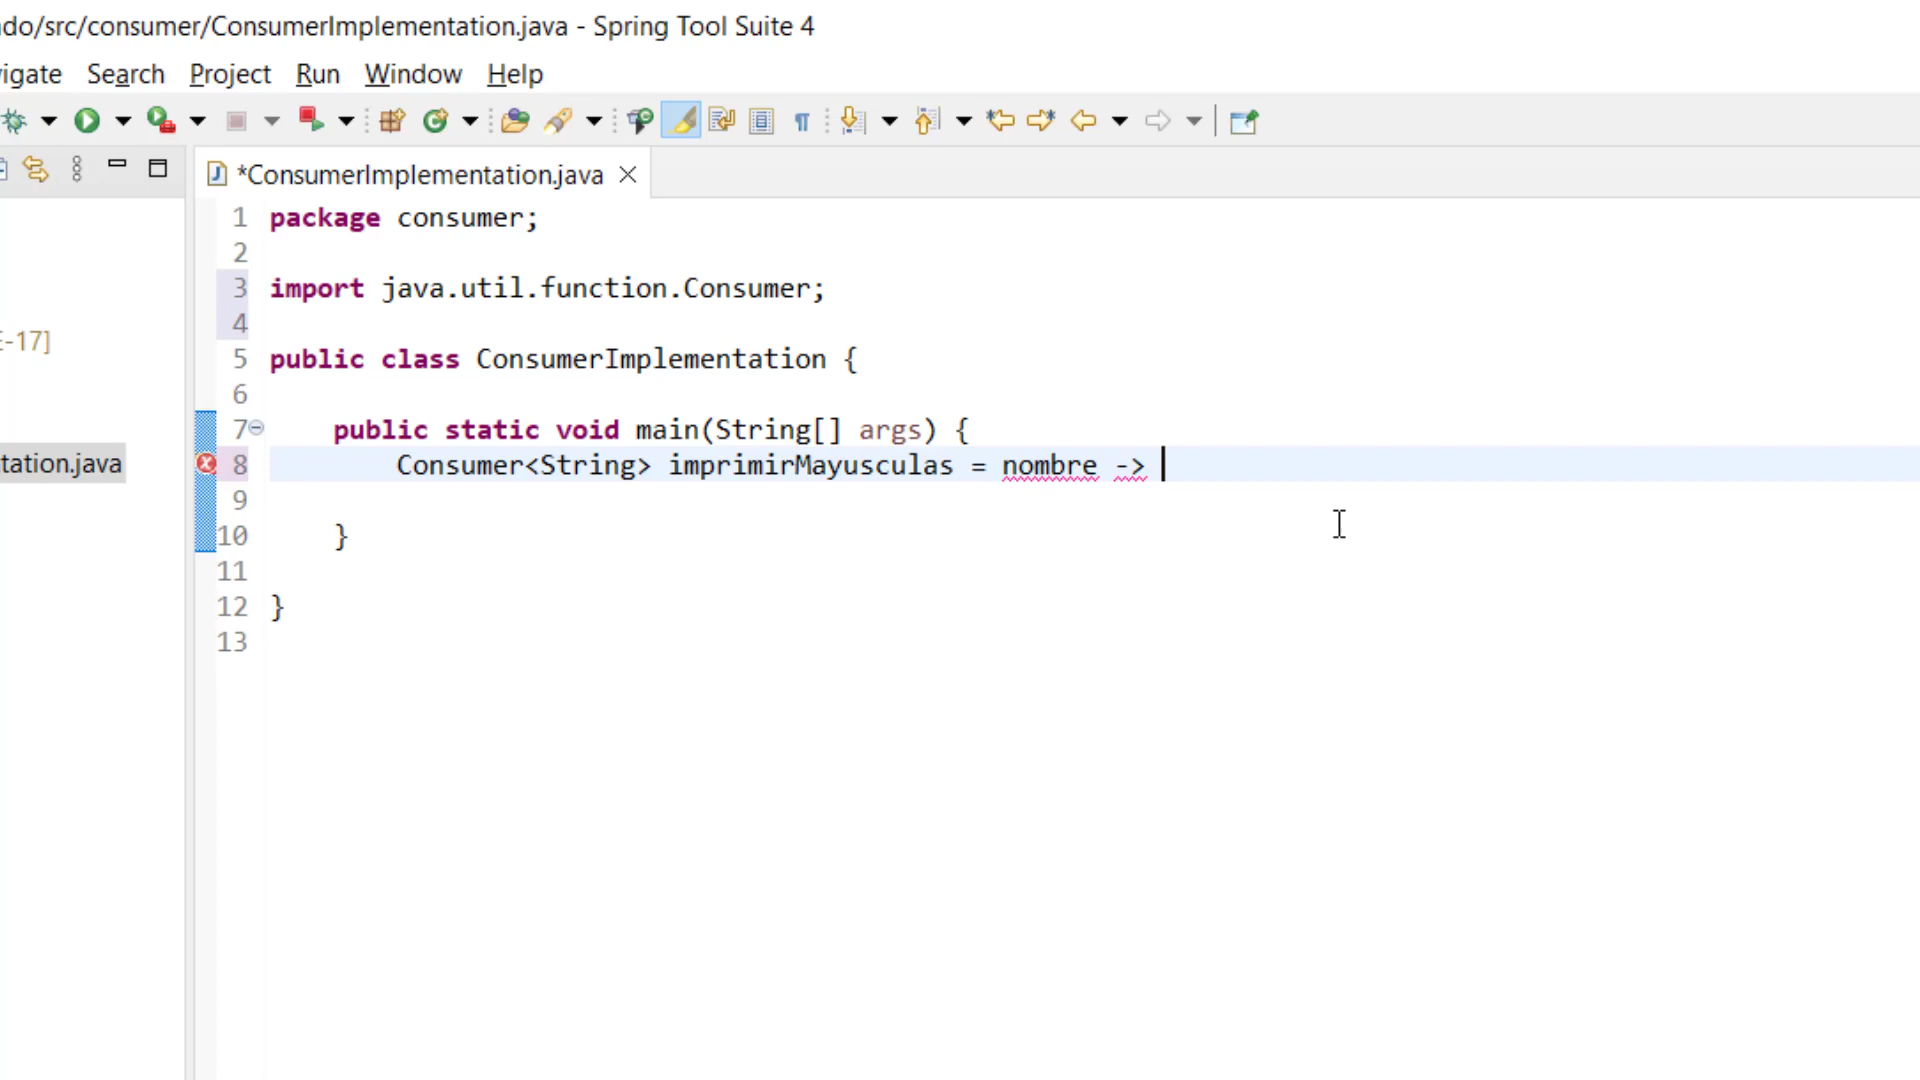 do/src/consumer/ConsumerImplementation.java - Spring Tool Suite 4
igate Search Project Run Window Help
*ConsumerImplementation.java
1 package consumer;
2
3 import java.util.function.Consumer;
4
-17]
5 public class ConsumerImplementation {
6
7 public static void main(String[] args) {
tation.java
8 Consumer<String> imprimirMayusculas = nombre ->
9
10 }
11
12 }
13